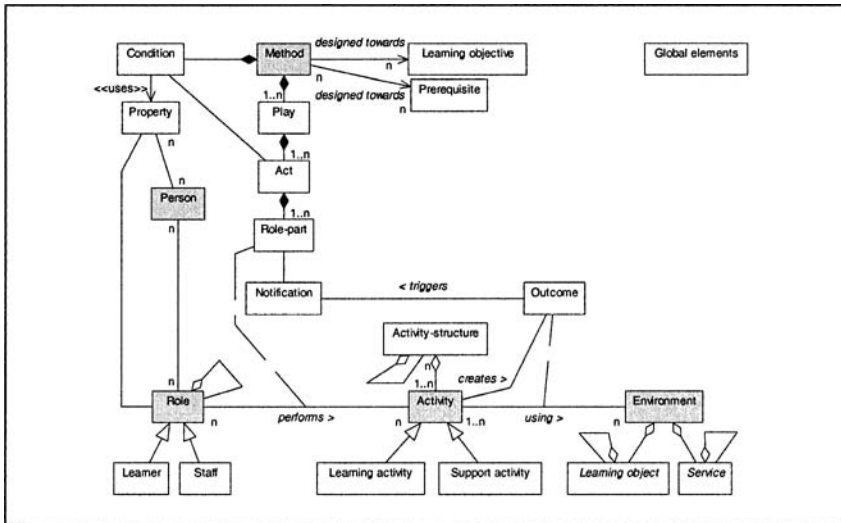 designed towards
Condition
Method
Learning objective
Global elements
n
n
<<uses>>
1..n
designed towards
n
Prerequisite
Property
Play
n
1..n
Act
n
Person
1..n
n
Role-part
Notification
< triggers
Outcome
Activity-structure
n
creates >
n
1..n
Role
Activity
Environment
n
performs >
n
1..n
using >
n
Learner
Staff
Learning activity
Support activity
Learning object
Service